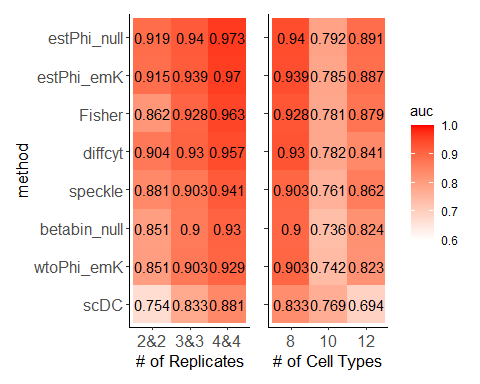 method
estPhi_null 0.919 0.94 0.973 0.94 0.792 0.891
estPhi_emK 0.915 0.939 0.97 0.939 0.785 0.887
Fisher 0.862 0.928 0.963 0.928 0.781 0.879
diffcyt 0.904 0.93 0.957 0.93 0.782 0.841
speckle 0.881 0.903 0.941 0.903 0.761 0.862
betabin_null 0.851 0.9 0.93 0.9 0.736 0.824
wtoPhi_emK 0.851 0.903 0.929 0.903 0.742 0.823
scDC 0.754 0.833 0.881 0.833 0.769 0.694
2&2 3&3 4&4 8 10 12
# of Replicates # of Cell Types
auc
1.0
0.9
0.8
0.7
0.6